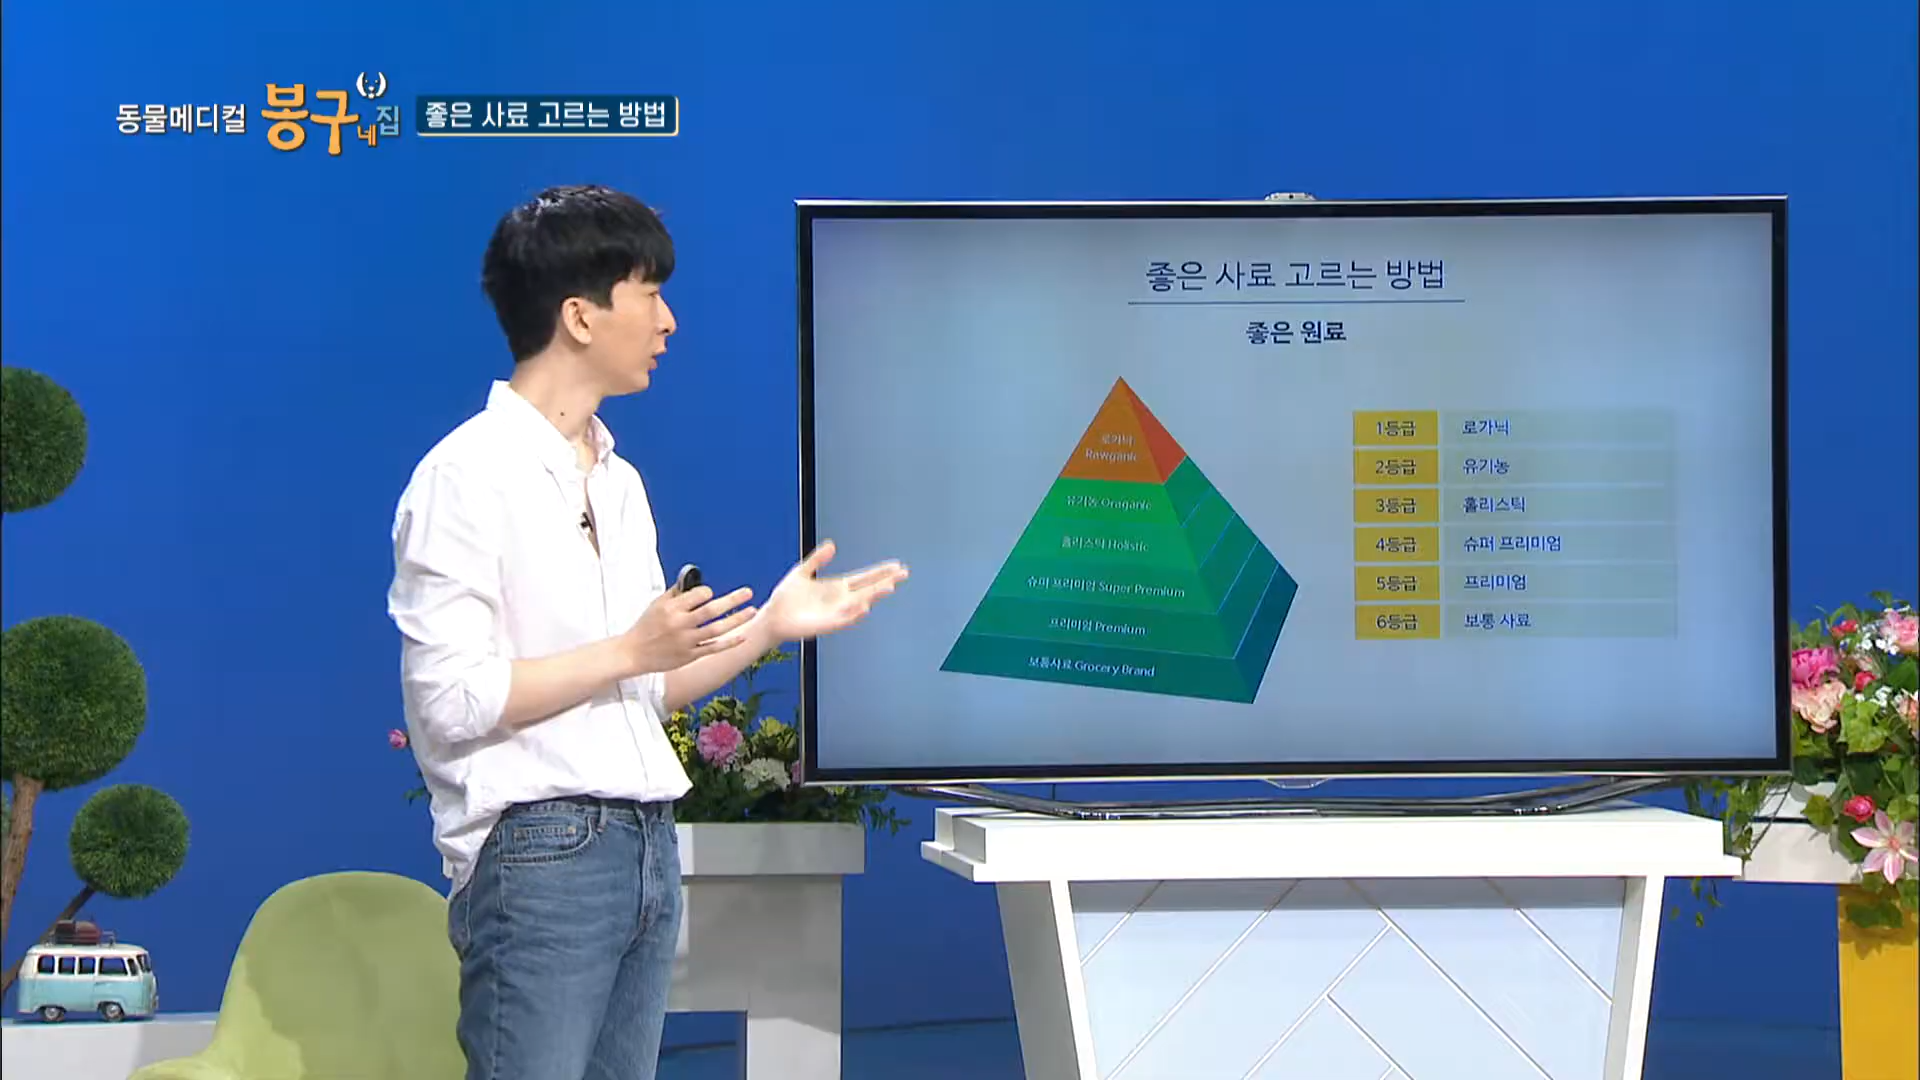 동물메디컬 봉구네집 좋은 사료 고르는 방법
좋은 사료 고르는 방법
좋은 원료
로가닉
Rawganic
유기농 Oraganic
홀리스틱 Holistic
슈퍼 프리미엄 Super Premium
프리미엄 Premium
보통사료 Grocery Brand
1등급 로가닉
2등급 유기농
3등급 홀리스틱
4등급 슈퍼 프리미엄
5등급 프리미엄
6등급 보통 사료